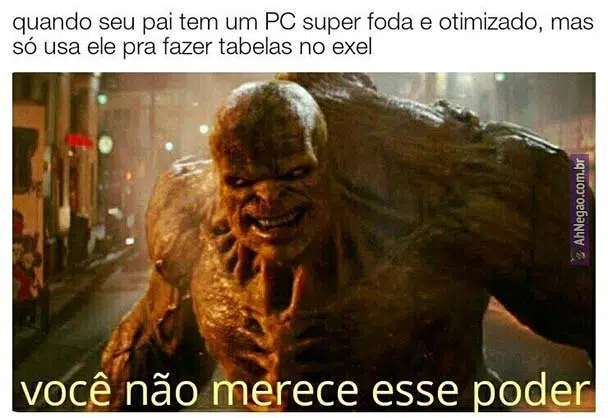 quando seu pai tem um PC super foda e otimizado, mas
só usa ele pra fazer tabelas no exel
AhNegao.com.br
você não merece esse poder